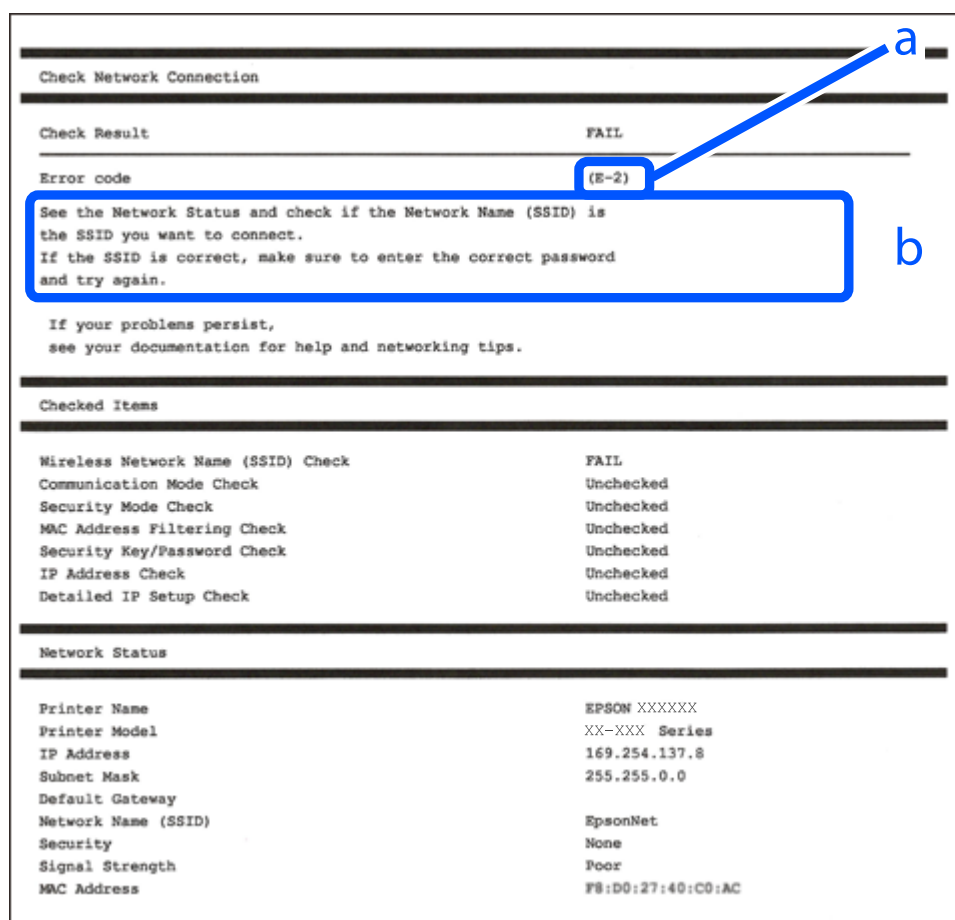 a
Check Network Connection
Check Result FAIL
Error code (E-2)
See the Network Status and check if the Network Name (SSID) is
the SSID you want to connect.
If the SSID is correct, make sure to enter the correct password
and try again.
b
If your problems persist,
see your documentation for help and networking tips.
Checked Items
Wireless Network Name (SSID) Check FAIL
Communication Mode Check Unchecked
Security Mode Check Unchecked
MAC Address Filtering Check Unchecked
Security Key/Password Check Unchecked
IP Address Check Unchecked
Detailed IP Setup Check Unchecked
Network Status
Printer Name EPSON XXXXXX
Printer Model XX-XXX Series
IP Address 169.254.137.8
Subnet Mask 255.255.0.0
Default Gateway
Network Name (SSID) EpsonNet
Security None
Signal Strength Poor
MAC Address F8:D0:27:40:C0:AC